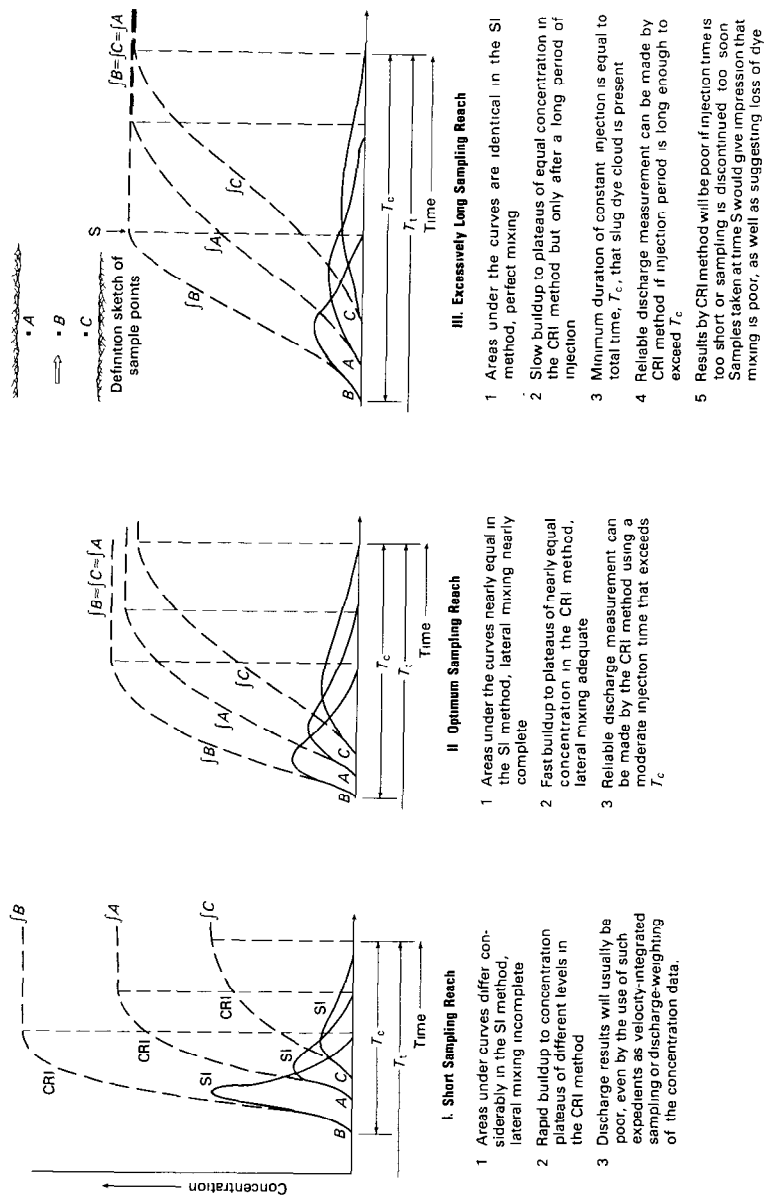 Concentration
∫B
∫A
∫C
CRI
CRI
CRI
SI
SI
SI
B
A
C
Tc
Tt
Time
I. Short Sampling Reach
1 Areas under curves differ con-
siderably in the SI method,
lateral mixing incomplete
2 Rapid buildup to concentration
plateaus of different levels in
the CRI method
3 Discharge results will usually be
poor, even by the use of such
expedients as velocity-integrated
sampling or discharge-weighting
of the concentration data.
∫B≈∫C≈∫A
∫B
∫A
∫C
B
A
C
Tc
Tt
Time
II Optimum Sampling Reach
1 Areas under the curves nearly equal in
the SI method, lateral mixing nearly
complete
2 Fast buildup to plateaus of nearly equal
concentration in the CRI method,
lateral mixing adequate
3 Reliable discharge measurement can
be made by the CRI method using a
moderate injection time that exceeds
Tc
A
B
C
Definition sketch of
sample points
S
∫B=∫C=∫A
∫B
∫A
∫C
B
A
C
Tc
Tt
Time
III. Excessively Long Sampling Reach
1 Areas under the curves are identical in the SI
method, perfect mixing
2 Slow buildup to plateaus of equal concentration in
the CRI method but only after a long period of
injection
3 Minimum duration of constant injection is equal to
total time, Tc, that slug dye cloud is present
4 Reliable discharge measurement can be made by
CRI method if injection period is long enough to
exceed Tc
5 Results by CRI method will be poor if injection time is
too short or sampling is discontinued too soon
Samples taken at time S would give impression that
mixing is poor, as well as suggesting loss of dye